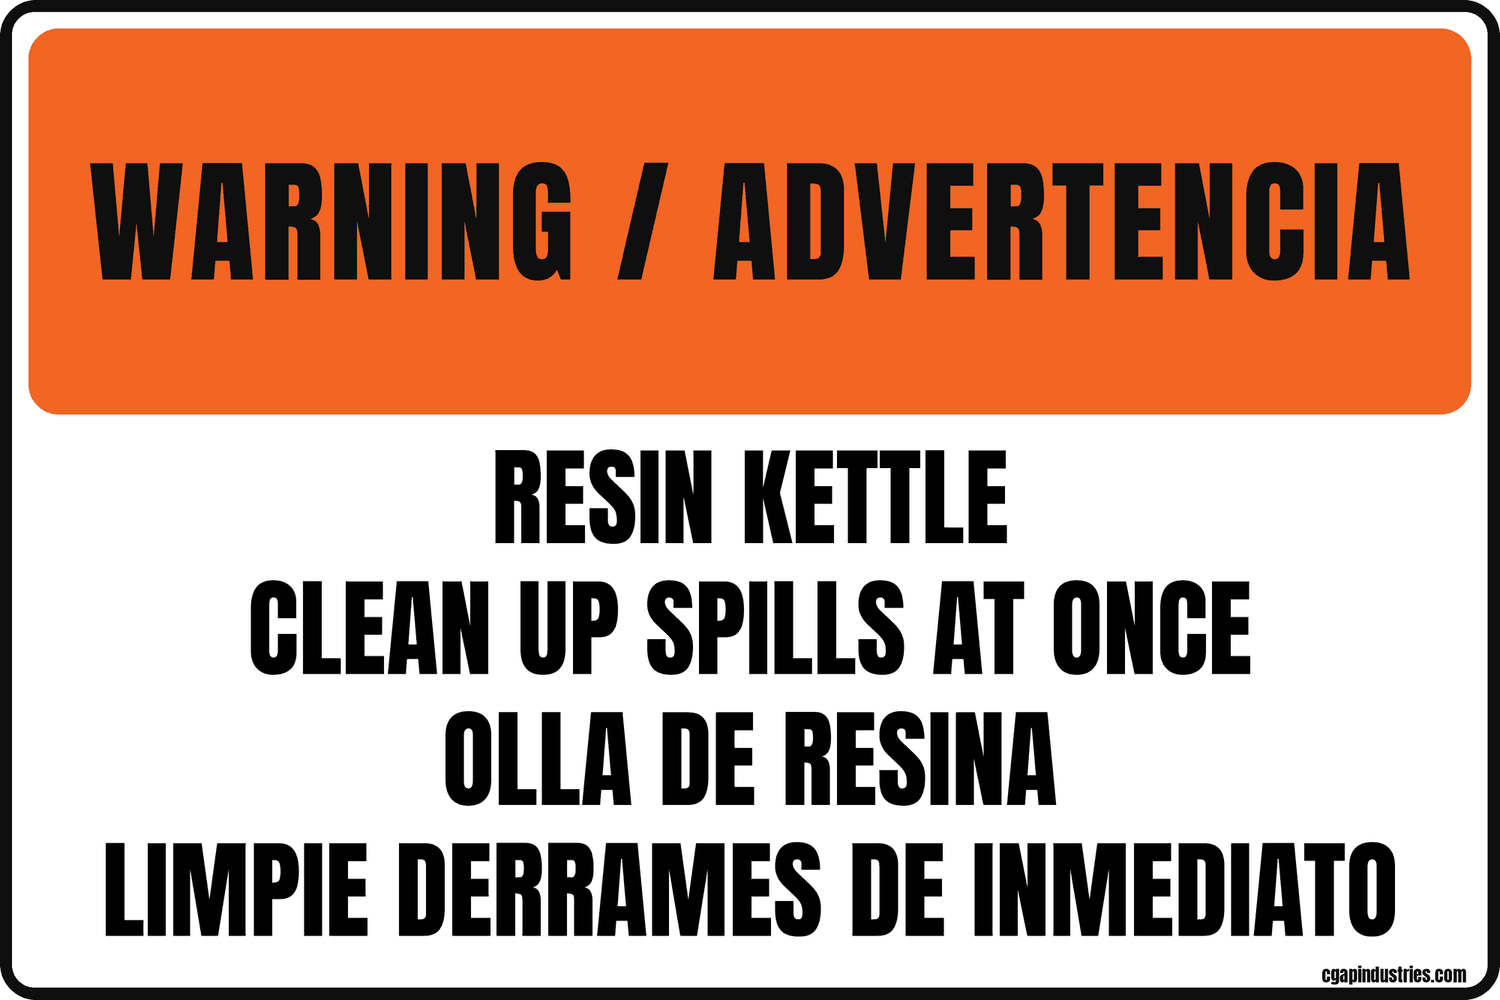 WARNING / ADVERTENCIA
RESIN KETTLE
CLEAN UP SPILLS AT ONCE
OLLA DE RESINA
LIMPIE DERRAMES DE INMEDIATO
cgapindustries.com